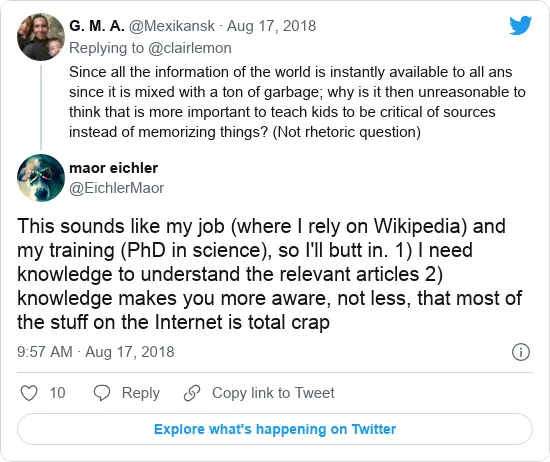 G. M. A. @Mexikansk · Aug 17, 2018
Replying to @clairlemon
Since all the information of the world is instantly available to all ans
since it is mixed with a ton of garbage; why is it then unreasonable to
think that is more important to teach kids to be critical of sources
instead of memorizing things? (Not rhetoric question)
maor eichler
@EichlerMaor
This sounds like my job (where I rely on Wikipedia) and
my training (PhD in science), so I'll butt in. 1) I need
knowledge to understand the relevant articles 2)
knowledge makes you more aware, not less, that most of
the stuff on the Internet is total crap
9:57 AM · Aug 17, 2018
10 Reply Copy link to Tweet
Explore what's happening on Twitter